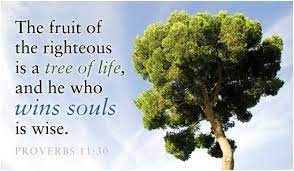 The fruit of
the righteous
is a tree of life,
and he who
wins souls
is wise.
PROVERBS 11:30